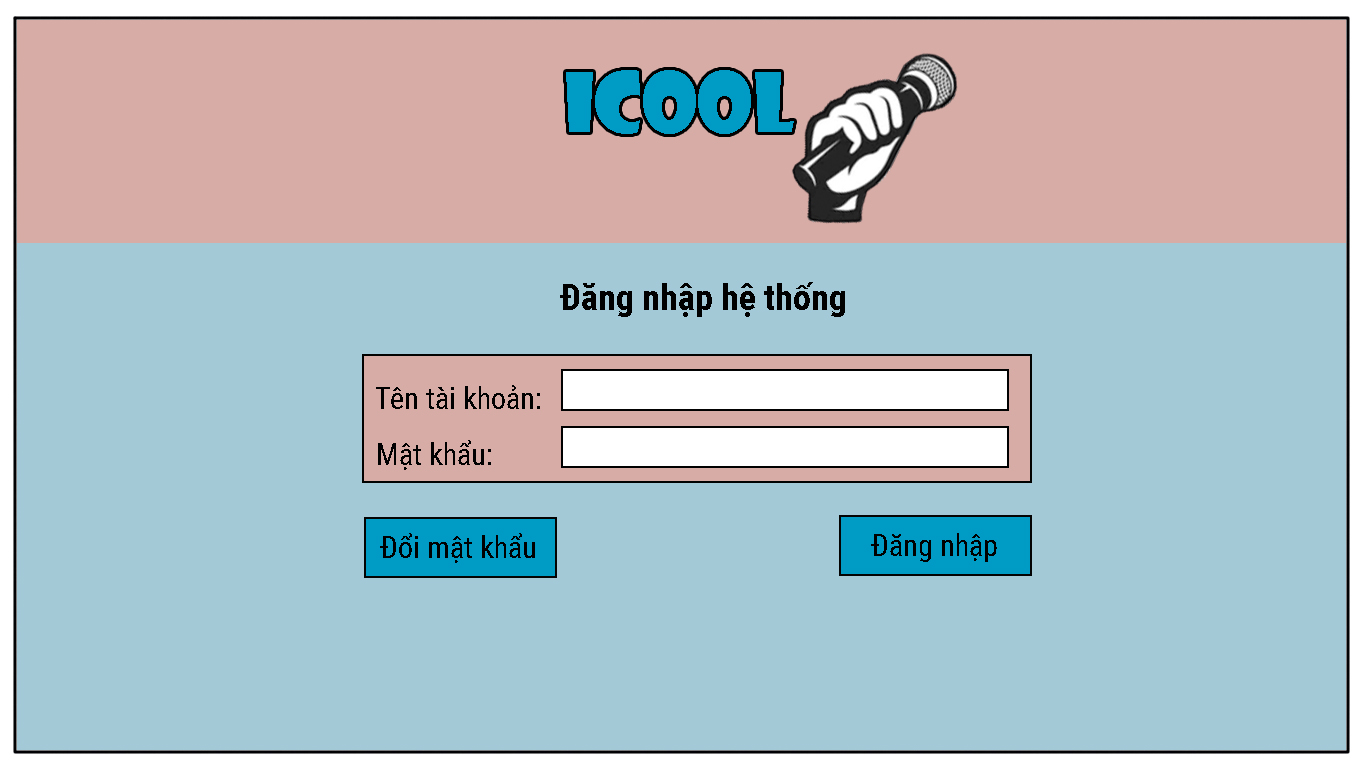 ICOOL
Đăng nhập hệ thống
Tên tài khoản:
Mật khẩu:
Đổi mật khẩu
Đăng nhập